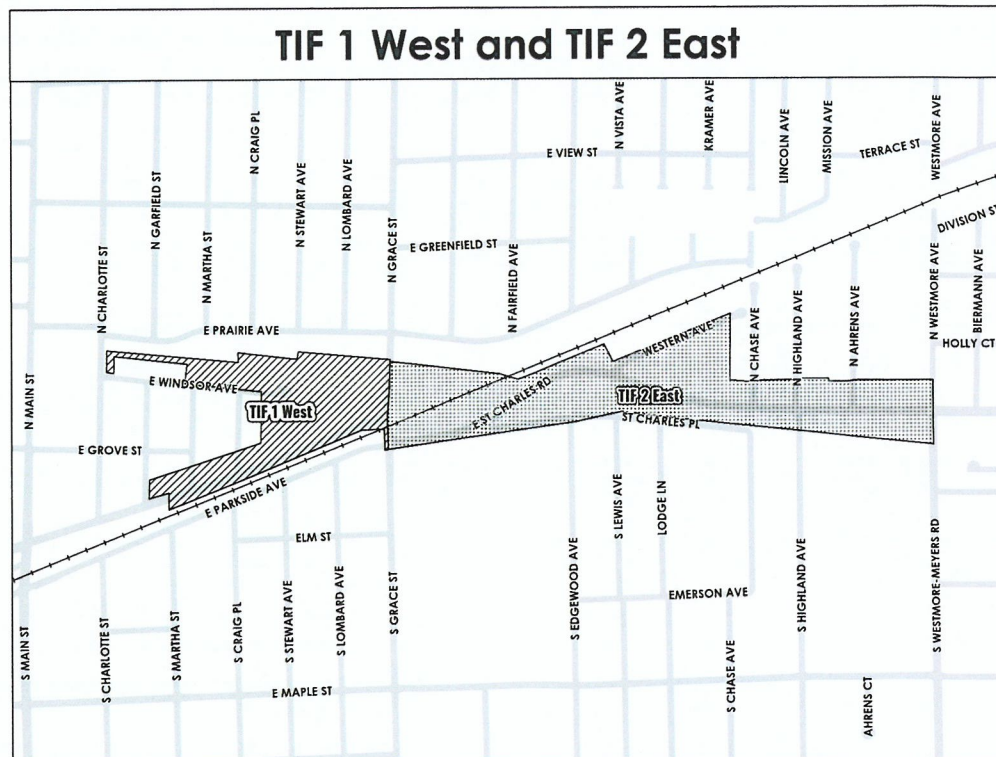 TIF 1 West and TIF 2 East
N CRAIG PL
N VISTA AVE
KRAMER AVE
LINCOLN AVE
MISSION AVE
TERRACE ST
WESTMORE AVE
E VIEW ST
N GARFIELD ST
N STEWART AVE
N LOMBARD AVE
N GRACE ST
E GREENFIELD ST
DIVISION ST
N CHARLOTTE ST
N MARTHA ST
N FAIRFIELD AVE
N CHASE AVE
N HIGHLAND AVE
N AHRENS AVE
N WESTMORE AVE
BIERMANN AVE
E PRAIRIE AVE
WESTERN AVE
HOLLY CT
N MAIN ST
E WINDSOR AVE
TIF 1 West
E ST CHARLES RD
TIF 2 East
ST CHARLES PL
E GROVE ST
E PARKSIDE AVE
S LEWIS AVE
LODGE LN
ELM ST
S MAIN ST
S CHARLOTTE ST
S MARTHA ST
S CRAIG PL
S STEWART AVE
S LOMBARD AVE
S GRACE ST
S EDGEWOOD AVE
EMERSON AVE
S HIGHLAND AVE
S WESTMORE-MEYERS RD
E MAPLE ST
S CHASE AVE
AHRENS CT